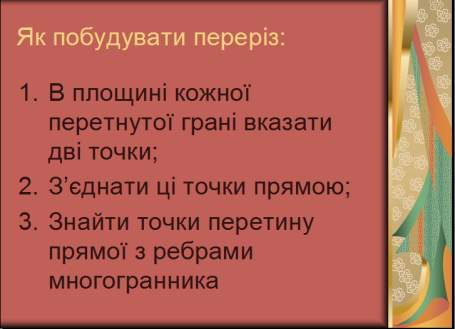 Як побудувати переріз:
1. В площині кожної
перетнутої грані вказати
дві точки;
2. З’єднати ці точки прямою;
3. Знайти точки перетину
прямої з ребрами
многогранника